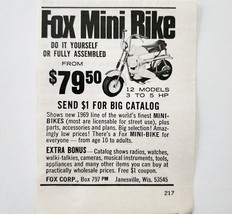 Fox Mini Bike
DO IT YOURSELF
OR FULLY ASSEMBLED
FROM
$79.50
12 MODELS
3 TO 5 HP
SEND $1 FOR BIG CATALOG
Shows new 1969 line of the world's finest MINI-
BIKES (most are licensable for street use), plus
parts, accessories and plans. Big selection! Amaz-
ingly low prices! There's a Fox MINI-BIKE for
everyone — from age 10 to adults.
EXTRA BONUS — Catalog shows radios, watches,
walki-talkies, cameras, musical instruments, tools,
appliances and many other items you can buy at
practically wholesale prices. Free $1 coupon.
FOX CORP., Box 797 PM Janesville, Wis. 53545
217